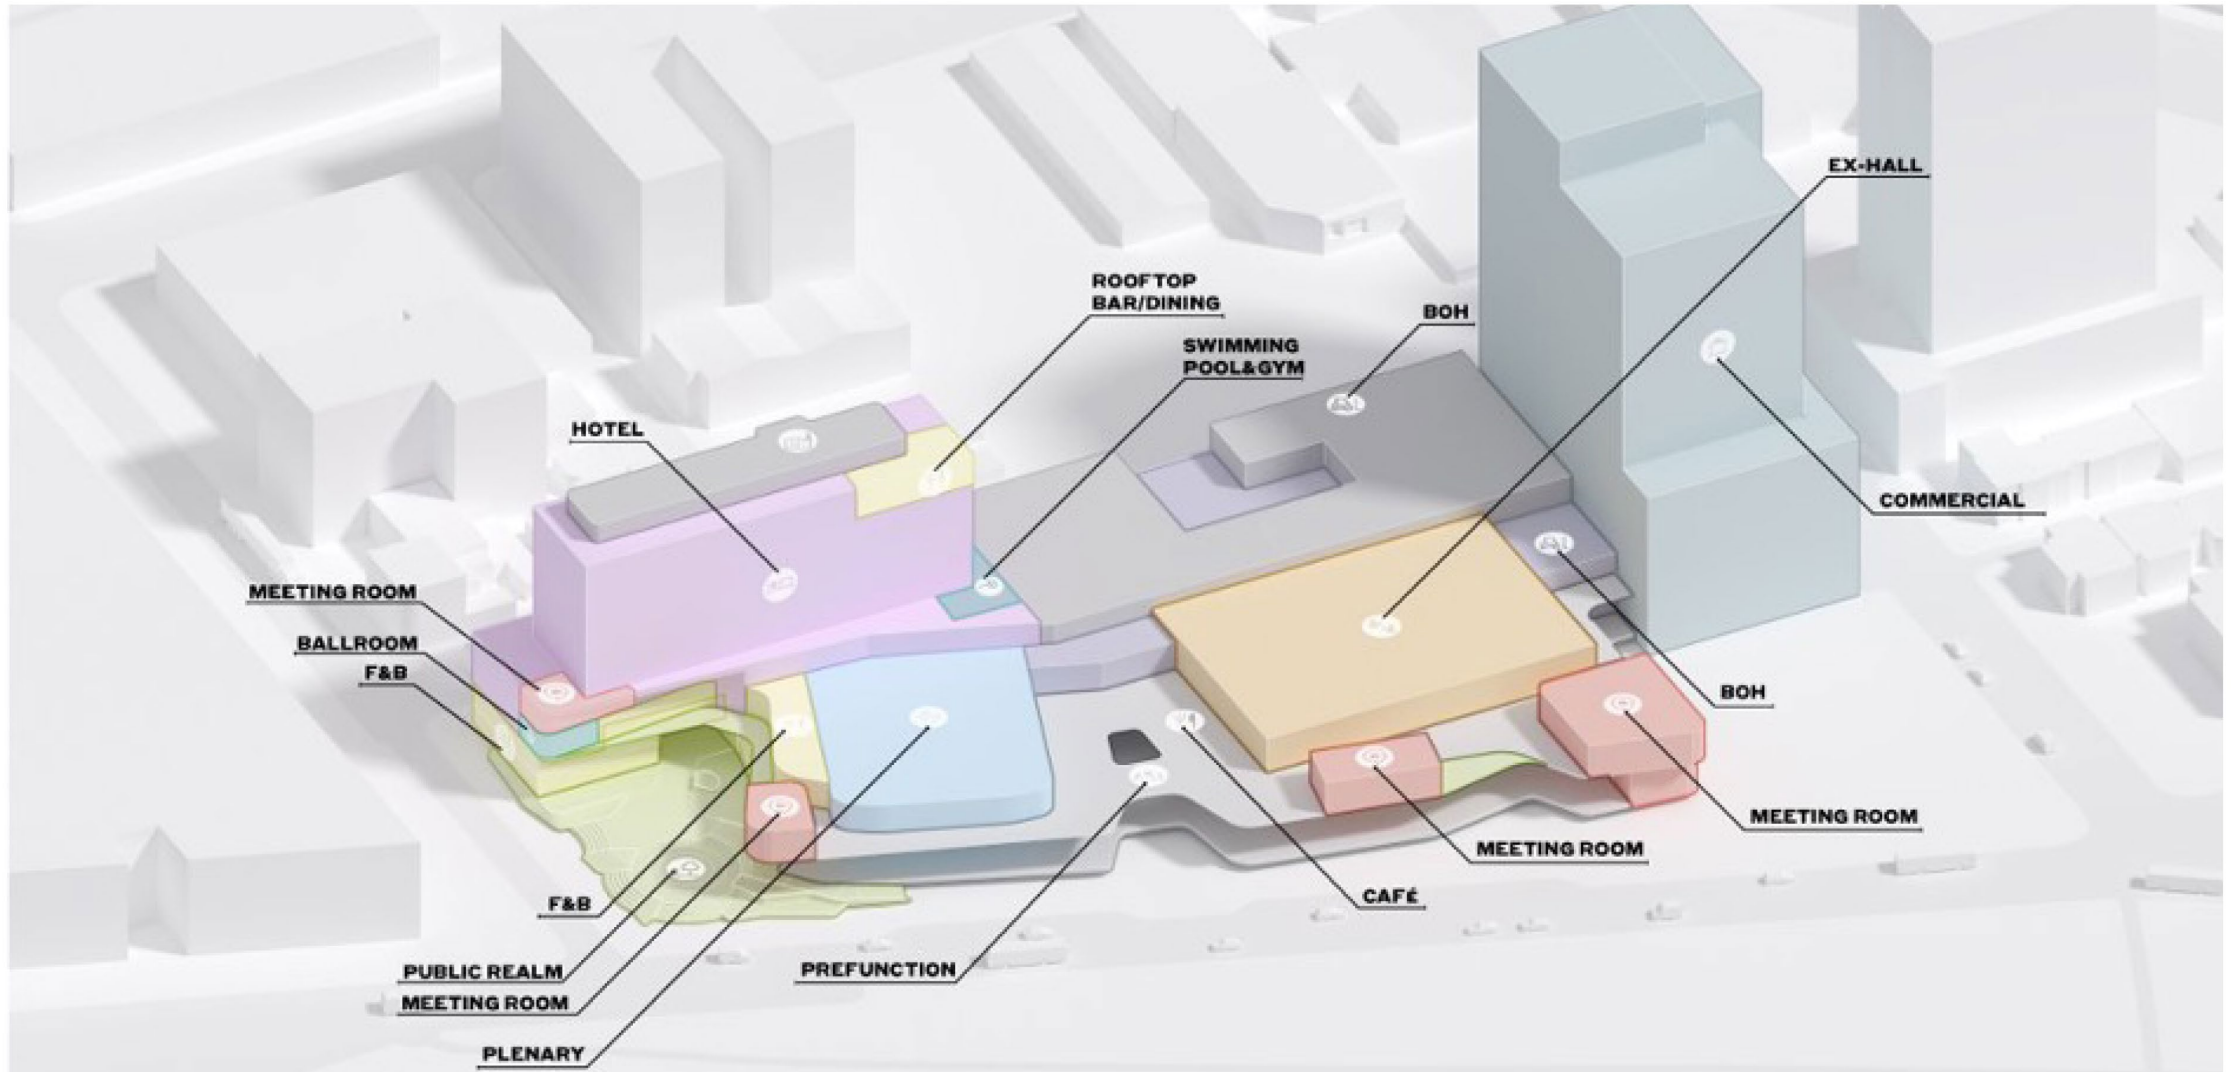 EX-HALL
ROOFTOP
BAR/DINING
BOH
SWIMMING
POOL&GYM
HOTEL
COMMERCIAL
MEETING ROOM
BALLROOM
F&B
BOH
MEETING ROOM
MEETING ROOM
CAFÉ
F&B
PUBLIC REALM
PREFUNCTION
MEETING ROOM
PLENARY